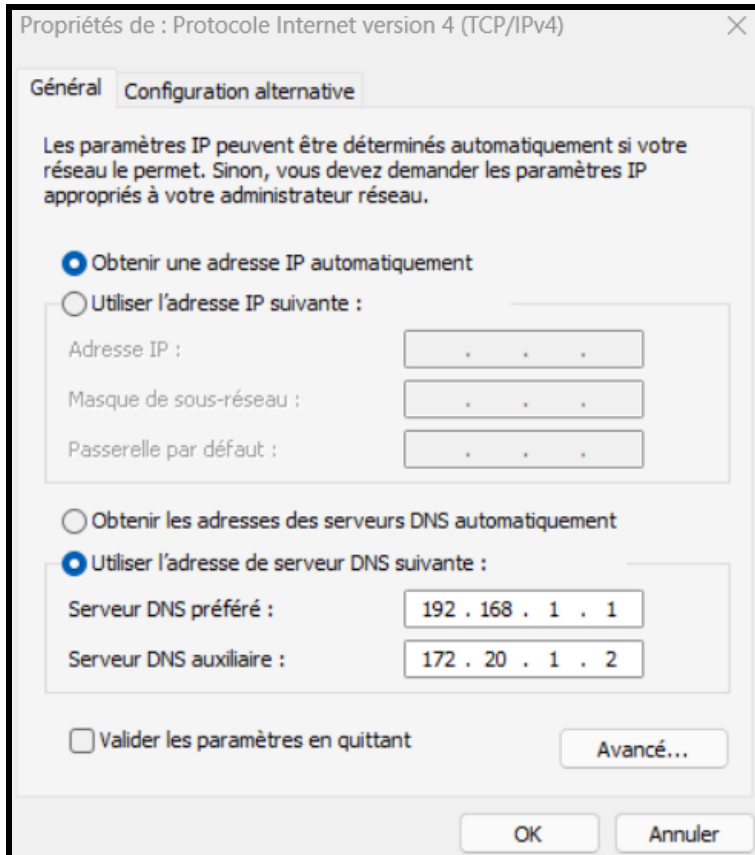 Propriétés de : Protocole Internet version 4 (TCP/IPv4)
Général
Configuration alternative
Les paramètres IP peuvent être déterminés automatiquement si votre
réseau le permet. Sinon, vous devez demander les paramètres IP
appropriés à votre administrateur réseau.
Obtenir une adresse IP automatiquement
Utiliser l'adresse IP suivante :
Adresse IP : . . .
Masque de sous-réseau : . . .
Passerelle par défaut : . . .
Obtenir les adresses des serveurs DNS automatiquement
Utiliser l'adresse de serveur DNS suivante :
Serveur DNS préféré : 192 . 168 . 1 . 1
Serveur DNS auxiliaire : 172 . 20 . 1 . 2
Valider les paramètres en quittant
Avancé...
OK Annuler